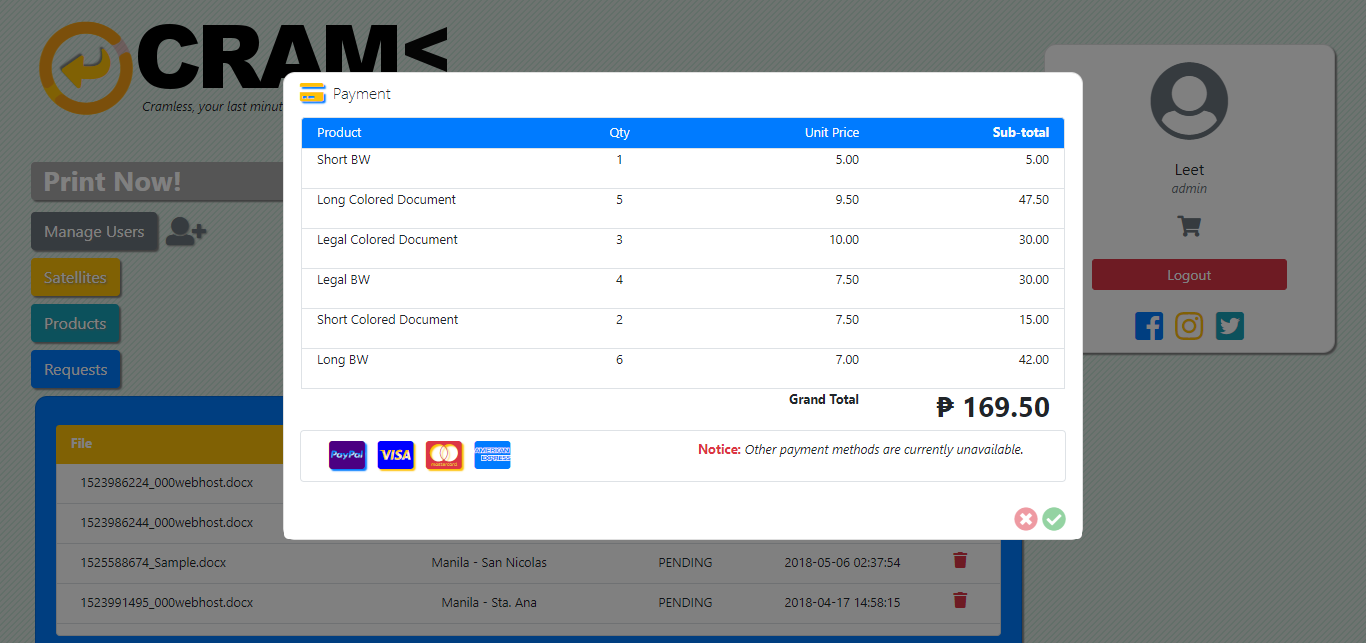 CRAM<
Cramless, your last minut
Print Now!
Manage Users
Satellites
Products
Requests
File
1523986224_000webhost.docx
1523986244_000webhost.docx
1525588674_Sample.docx Manila - San Nicolas PENDING 2018-05-06 02:37:54
1523991495_000webhost.docx Manila - Sta. Ana PENDING 2018-04-17 14:58:15
Payment
Product Qty Unit Price Sub-total
Short BW 1 5.00 5.00
Long Colored Document 5 9.50 47.50
Legal Colored Document 3 10.00 30.00
Legal BW 4 7.50 30.00
Short Colored Document 2 7.50 15.00
Long BW 6 7.00 42.00
Grand Total ₱ 169.50
PayPal VISA mastercard AMERICAN EXPRESS
Notice: Other payment methods are currently unavailable.
Leet
admin
Logout